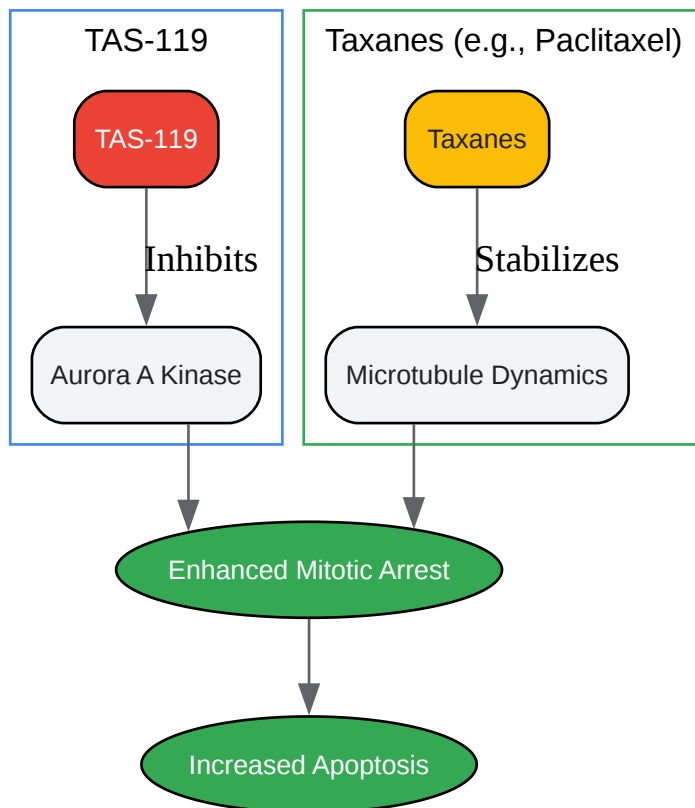 TAS-119
Taxanes (e.g., Paclitaxel)
TAS-119
Taxanes
Inhibits
Stabilizes
Aurora A Kinase
Microtubule Dynamics
Enhanced Mitotic Arrest
Increased Apoptosis